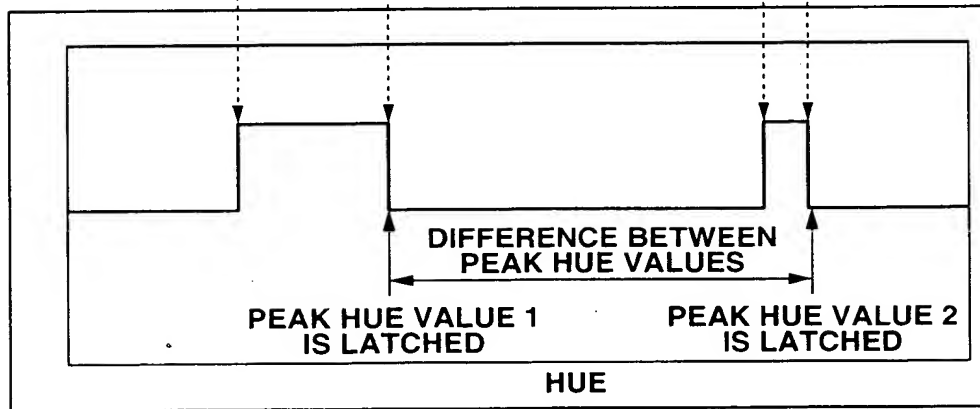 DIFFERENCE BETWEEN
PEAK HUE VALUES
PEAK HUE VALUE 1
IS LATCHED
PEAK HUE VALUE 2
IS LATCHED
HUE